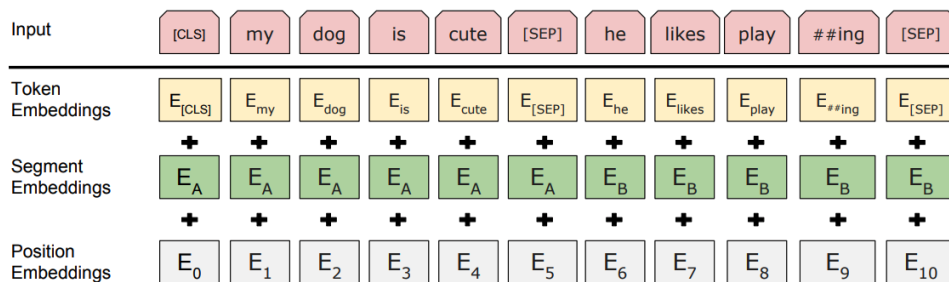 Input [CLS] my dog is cute [SEP] he likes play ##ing [SEP]
Token Embeddings E[CLS] Emy Edog Eis Ecute E[SEP] Ehe Elikes Eplay E##ing E[SEP]
+ + + + + + + + + + +
Segment Embeddings EA EA EA EA EA EA EB EB EB EB EB
+ + + + + + + + + + +
Position Embeddings E0 E1 E2 E3 E4 E5 E6 E7 E8 E9 E10